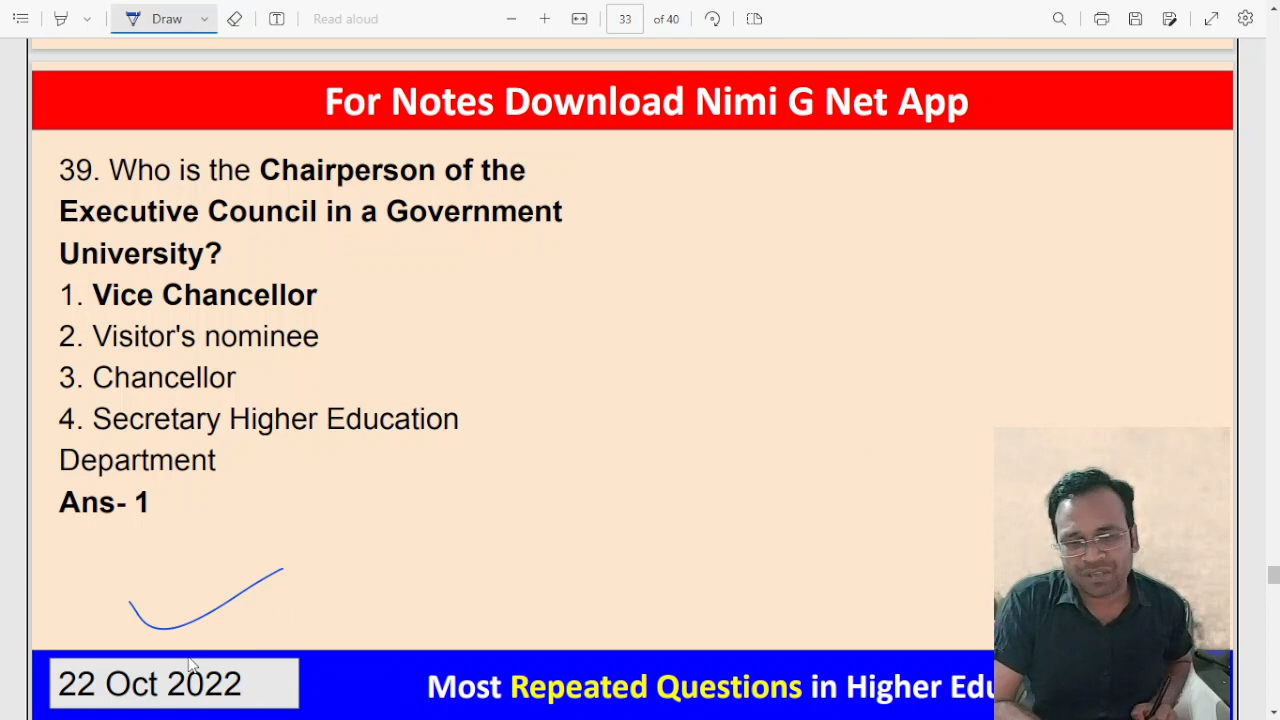 Draw
Read aloud
33
of 40
For Notes Download Nimi G Net App
39. Who is the Chairperson of the
Executive Council in a Government
University?
1. Vice Chancellor
2. Visitor's nominee
3. Chancellor
4. Secretary Higher Education
Department
Ans- 1
22 Oct 2022
Most Repeated Questions in Higher Edu